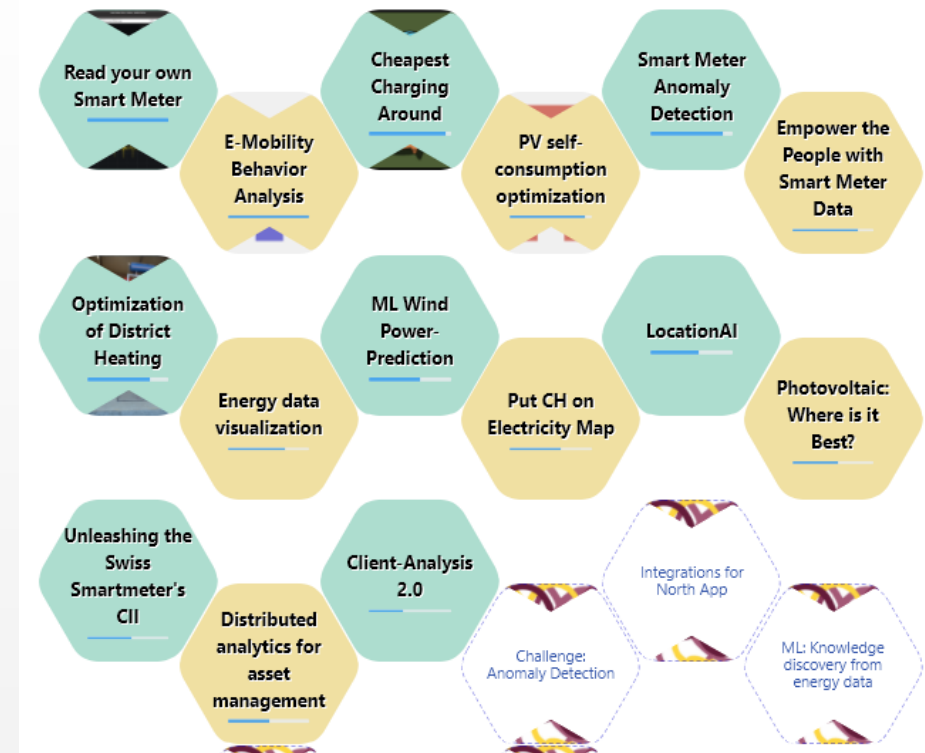 Read your own
Smart Meter
E-Mobility
Behavior
Analysis
Cheapest
Charging
Around
PV self-
consumption
optimization
Smart Meter
Anomaly
Detection
Empower the
People with
Smart Meter
Data
Optimization
of District
Heating
Energy data
visualization
ML Wind
Power-
Prediction
Put CH on
Electricity Map
LocationAI
Photovoltaic:
Where is it
Best?
Unleashing the
Swiss
Smartmeter's
CII
Distributed
analytics for
asset
management
Client-Analysis
2.0
Challenge:
Anomaly Detection
Integrations for
North App
ML: Knowledge
discovery from
energy data